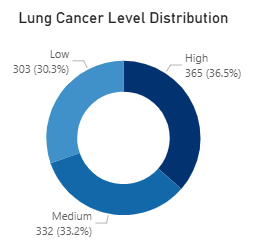 Lung Cancer Level Distribution
Low
303 (30.3%)
High
365 (36.5%)
Medium
332 (33.2%)